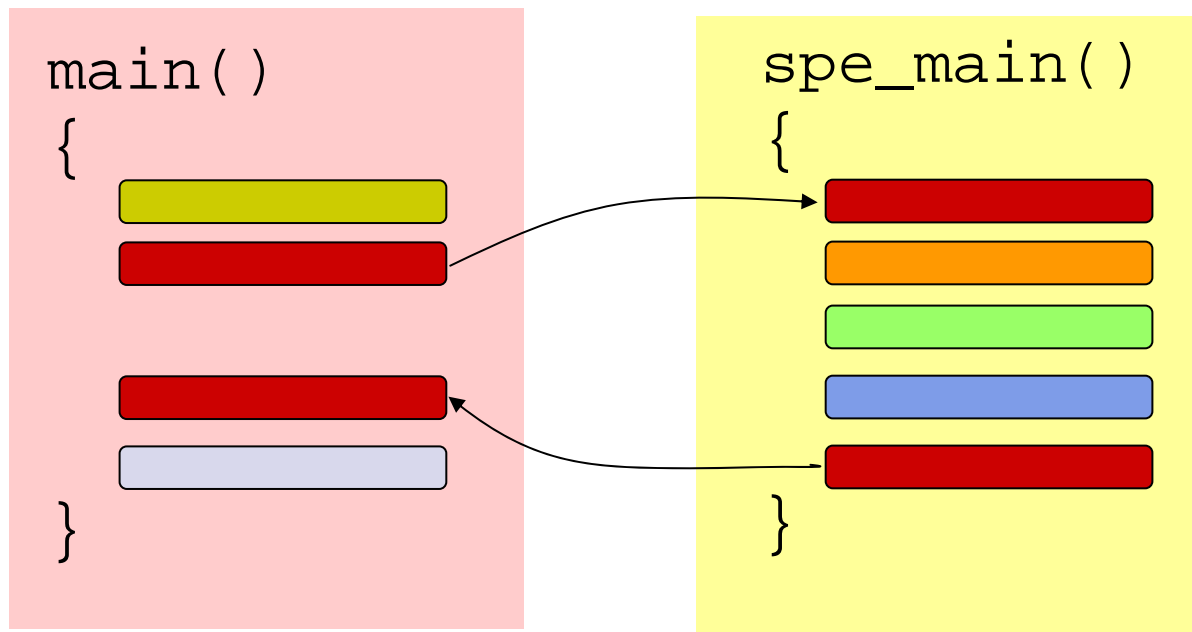 main()
{
}
spe_main()
{
}